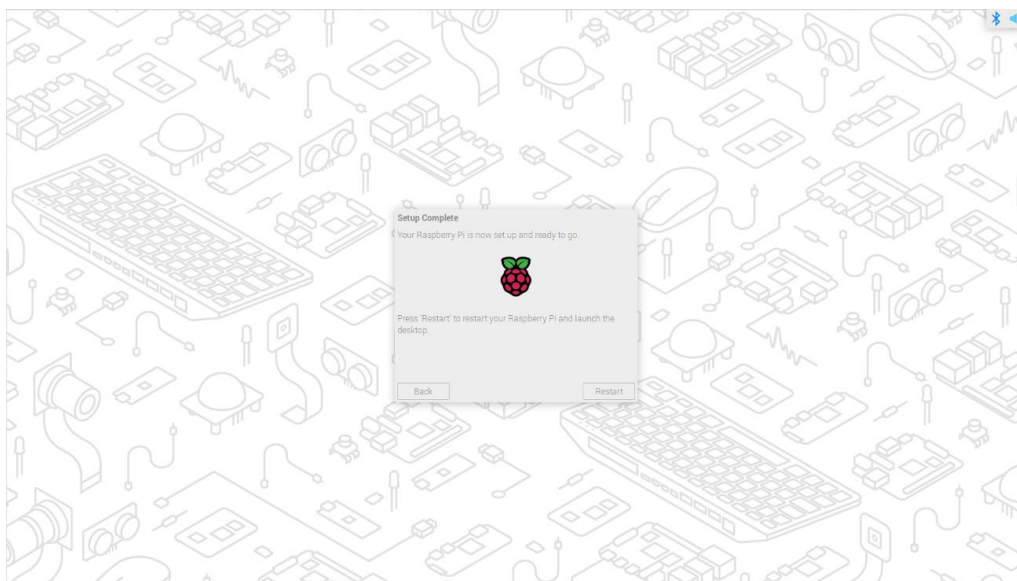 Setup Complete
Your Raspberry Pi is now set up and ready to go.
Press 'Restart' to restart your Raspberry Pi and launch the
desktop.
Back
Restart